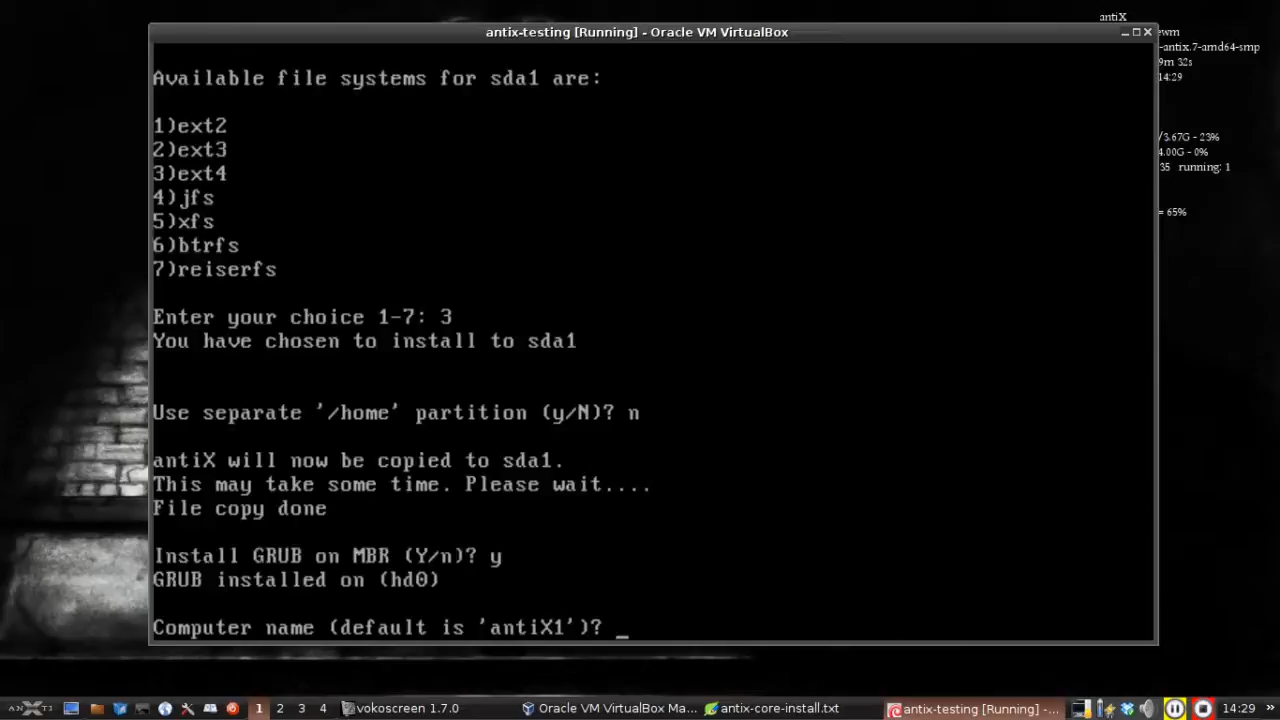 antiX
antix-testing [Running] - Oracle VM VirtualBox
ewm
-antix.7-amd64-smp
9m 32s
14:29
Available file systems for sda1 are:
1)ext2
2)ext3
3)ext4
4)jfs
5)xfs
6)btrfs
7)reiserfs
/3.67G - 23%
4.00G - 0%
35 running: 1
= 65%
Enter your choice 1-7: 3
You have chosen to install to sda1
Use separate '/home' partition (y/N)? n
antiX will now be copied to sda1.
This may take some time. Please wait....
File copy done
Install GRUB on MBR (Y/n)? y
GRUB installed on (hd0)
Computer name (default is 'antiX1')? _
1 2 3 4 vokoscreen 1.7.0 Oracle VM VirtualBox Ma... antix-core-install.txt antix-testing [Running] - ... 14:29 »